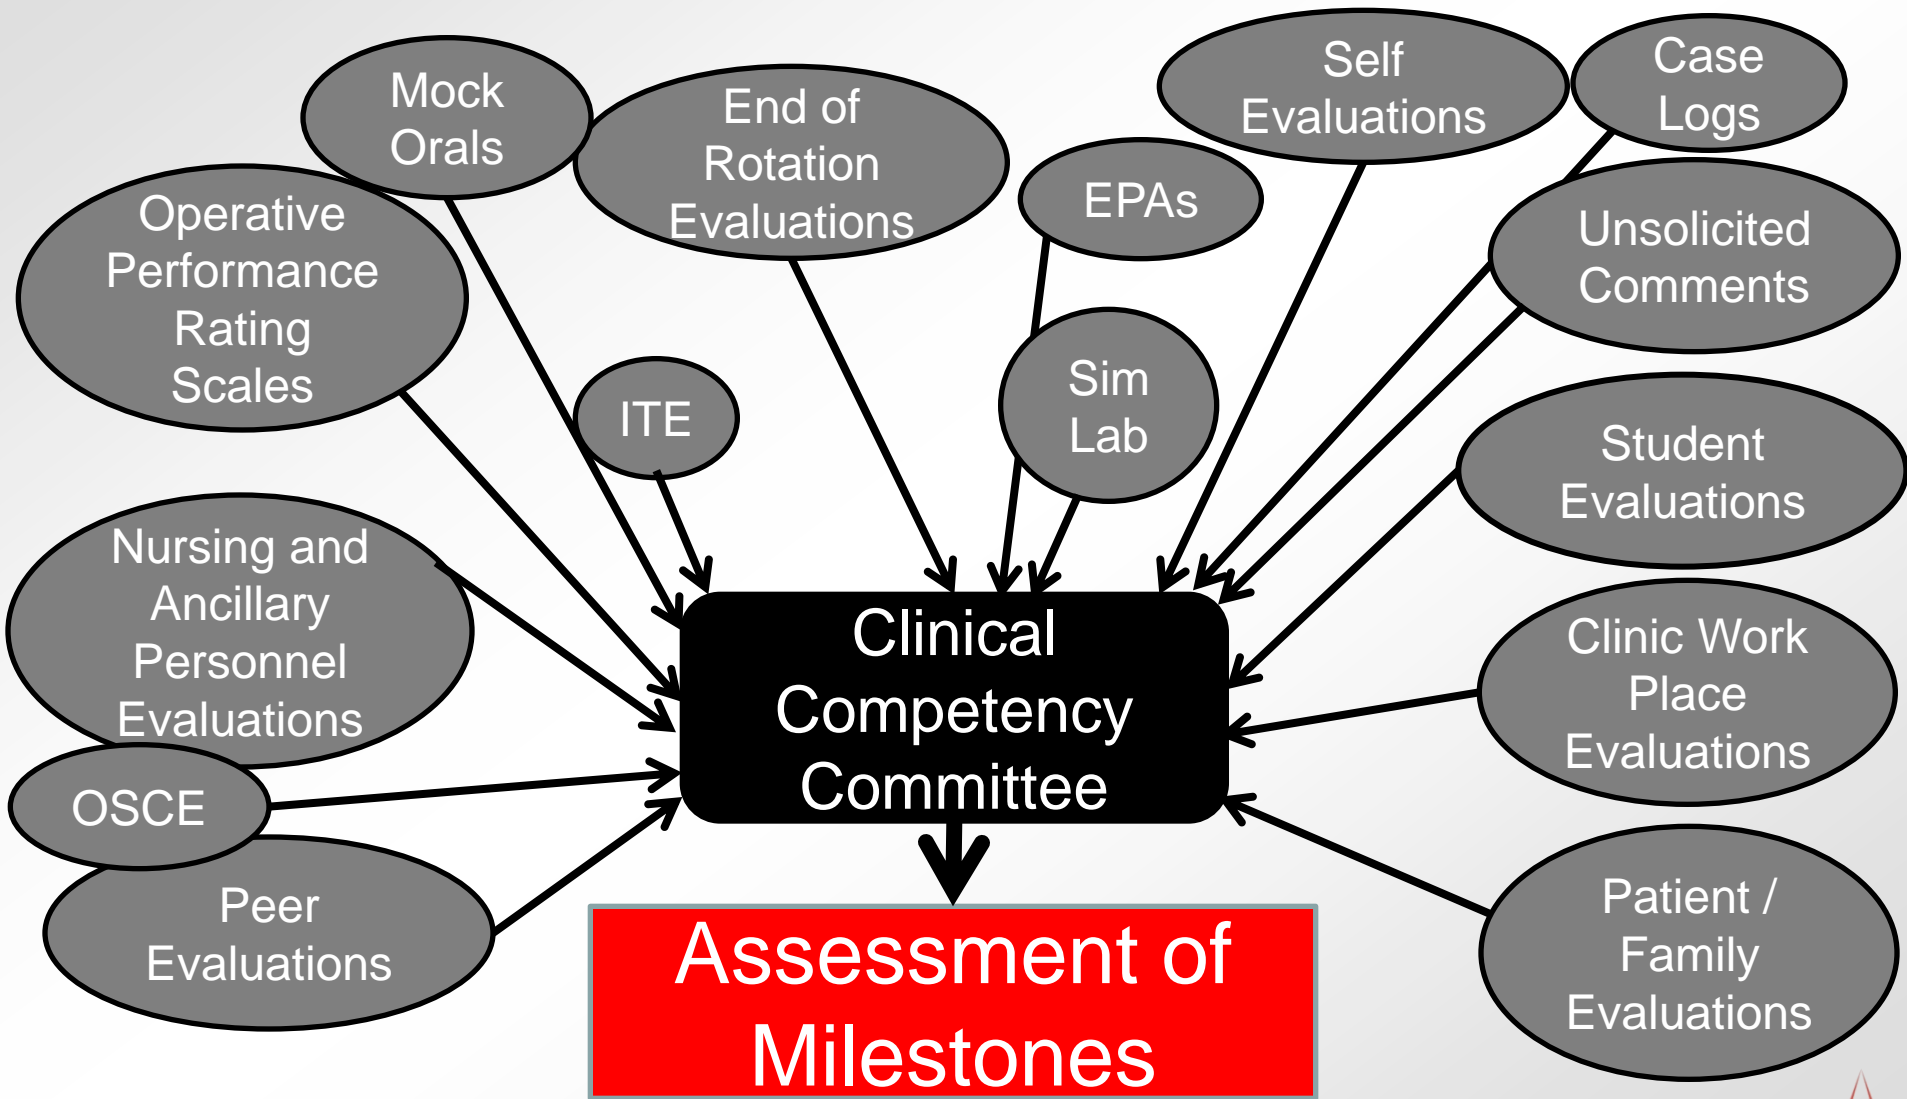 Mock
Orals
End of
Rotation
Evaluations
Self
Evaluations
Case
Logs
Operative
Performance
Rating
Scales
EPAs
Unsolicited
Comments
ITE
Sim
Lab
Student
Evaluations
Nursing and
Ancillary
Personnel
Evaluations
Clinical
Competency
Committee
Clinic Work
Place
Evaluations
OSCE
Peer
Evaluations
Patient /
Family
Evaluations
Assessment of
Milestones